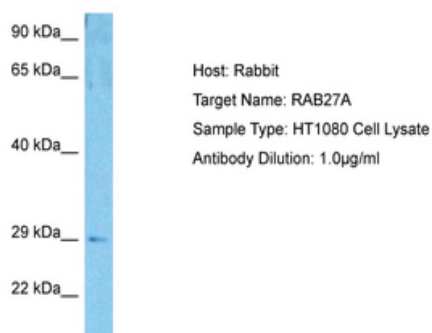 90 kDa__
65 kDa__
40 kDa__
29 kDa__
22 kDa__
Host: Rabbit
Target Name: RAB27A
Sample Type: HT1080 Cell Lysate
Antibody Dilution: 1.0µg/ml